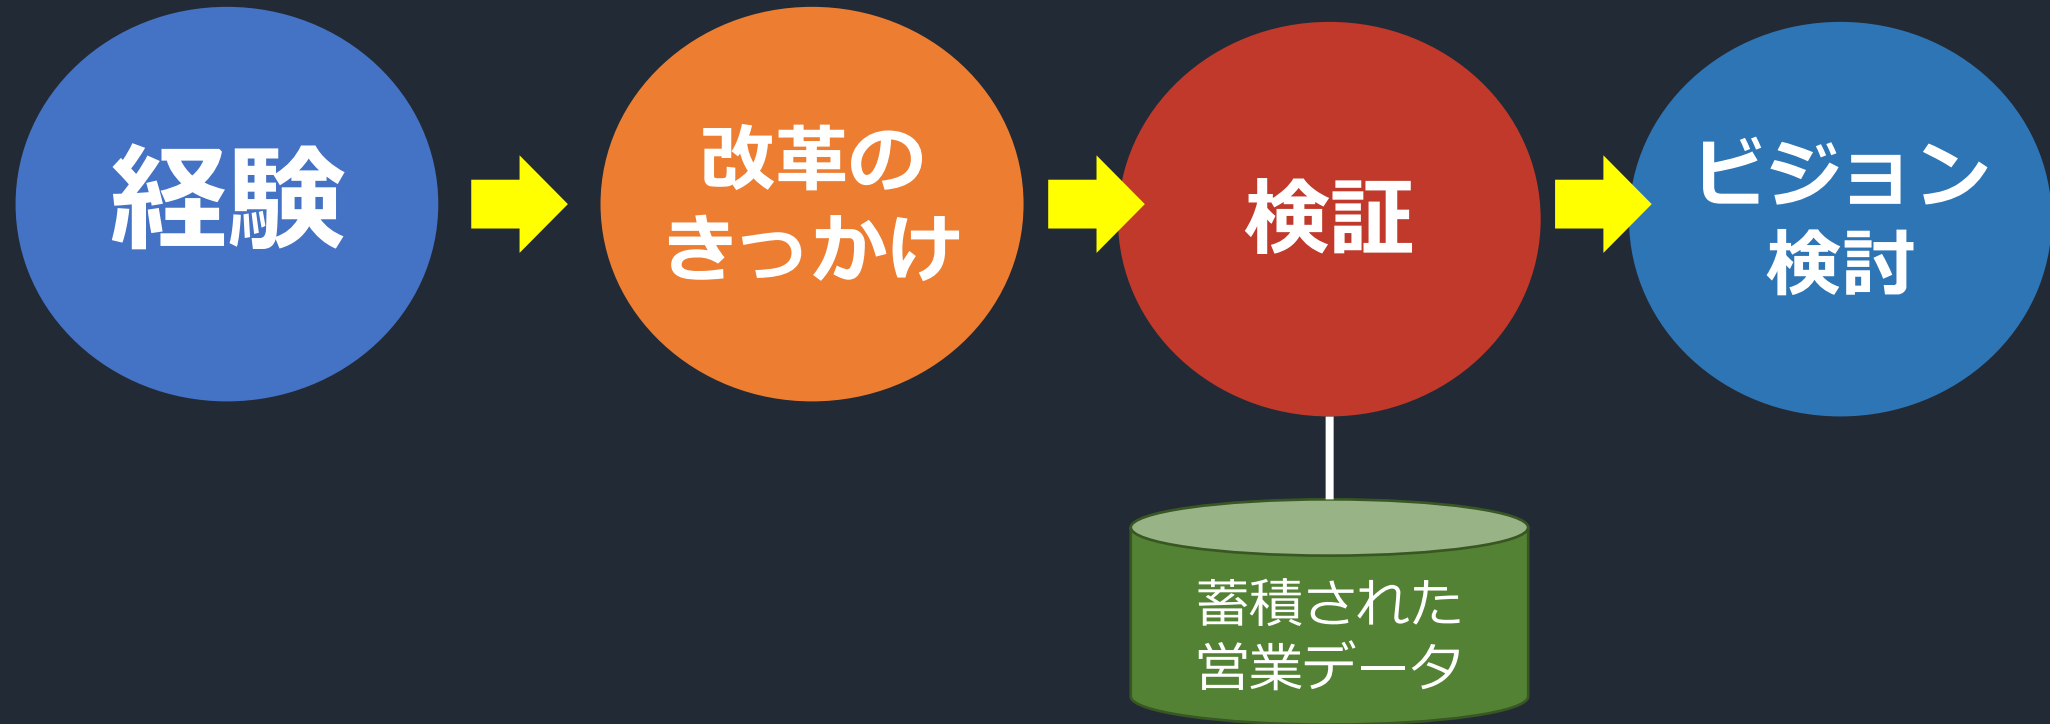 経験
改革の
きっかけ
検証
ビジョン
検討
蓄積された
営業データ